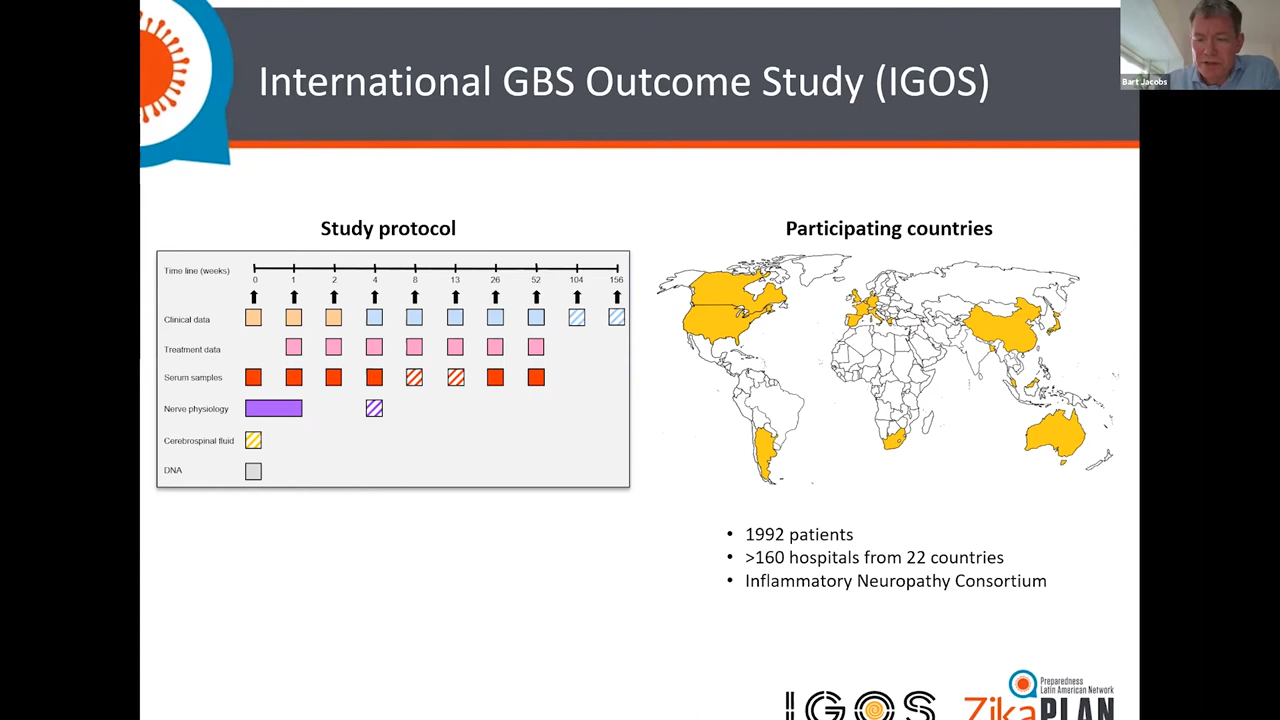 International GBS Outcome Study (IGOS)
Bart Jacobs
Study protocol
Time line (weeks)
0 1 2 4 8 13 26 52 104 156
Clinical data
Treatment data
Serum samples
Nerve physiology
Cerebrospinal fluid
DNA
Participating countries
• 1992 patients
• >160 hospitals from 22 countries
• Inflammatory Neuropathy Consortium
IGOS
Preparedness
Latin American Network
ZikaPLAN